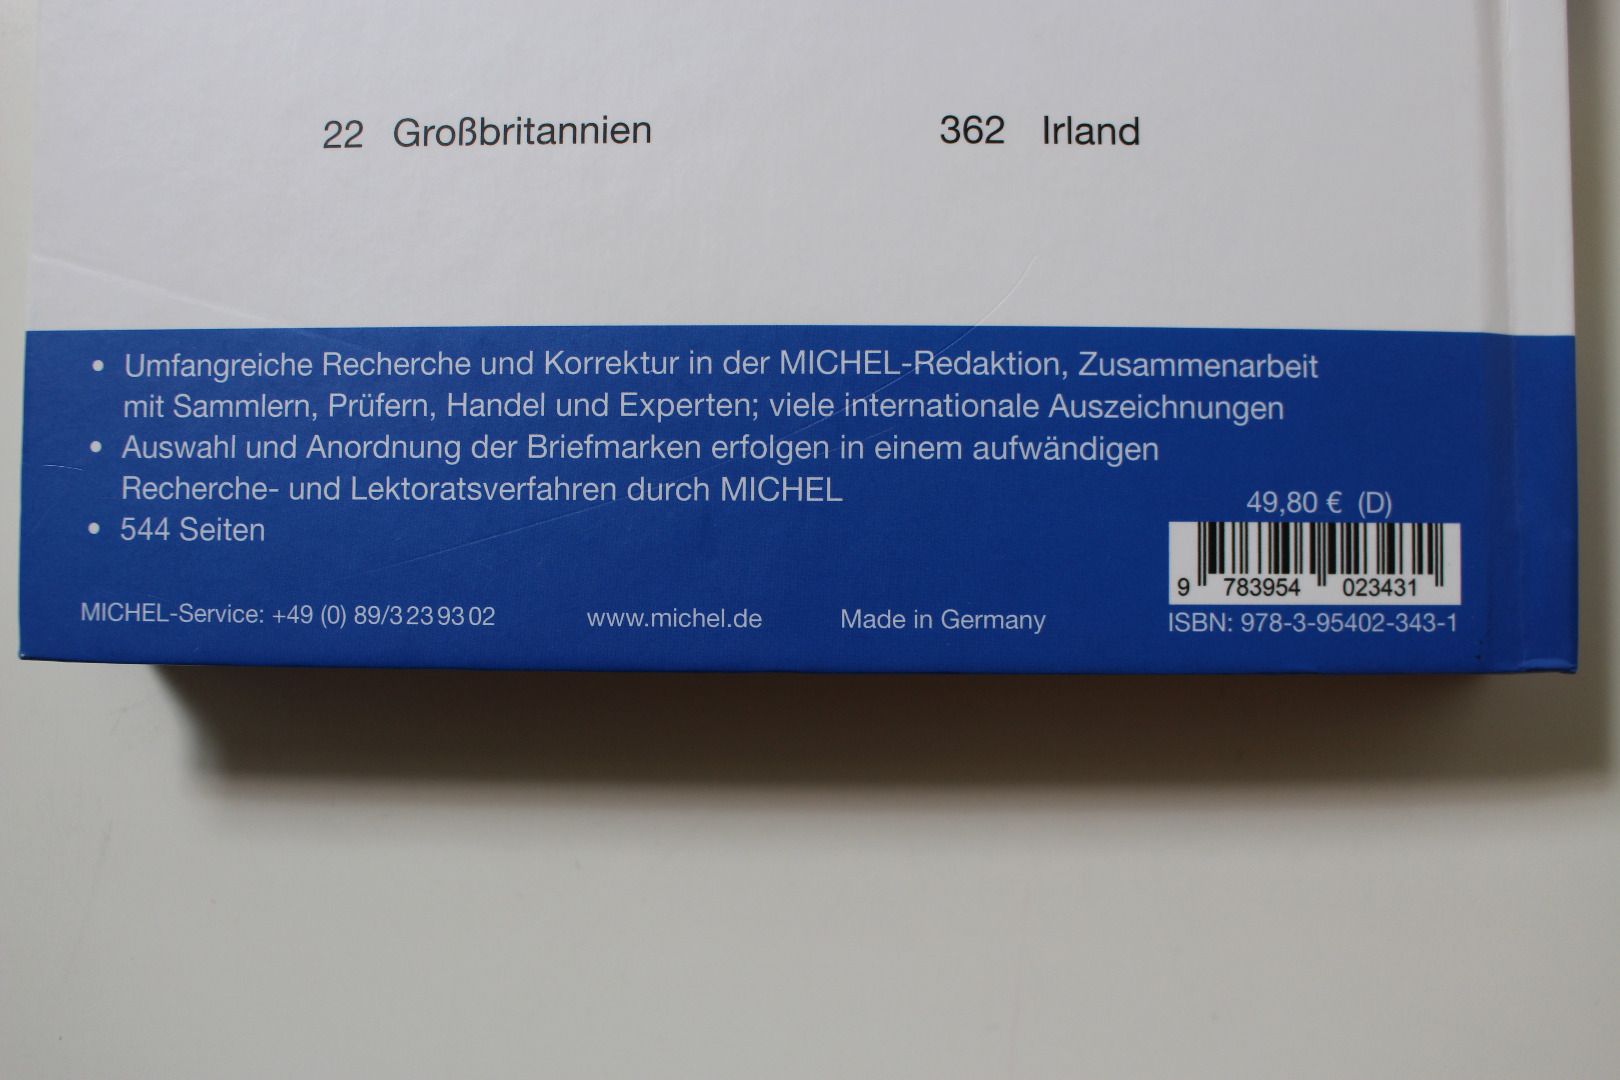 22 Großbritannien
362 Irland
• Umfangreiche Recherche und Korrektur in der MICHEL-Redaktion, Zusammenarbeit
mit Sammlern, Prüfern, Handel und Experten; viele internationale Auszeichnungen
• Auswahl und Anordnung der Briefmarken erfolgen in einem aufwändigen
Recherche- und Lektoratsverfahren durch MICHEL
• 544 Seiten
49,80 € (D)
9 783954 023431
MICHEL-Service: +49 (0) 89/3 23 93 02
www.michel.de
Made in Germany
ISBN: 978-3-95402-343-1